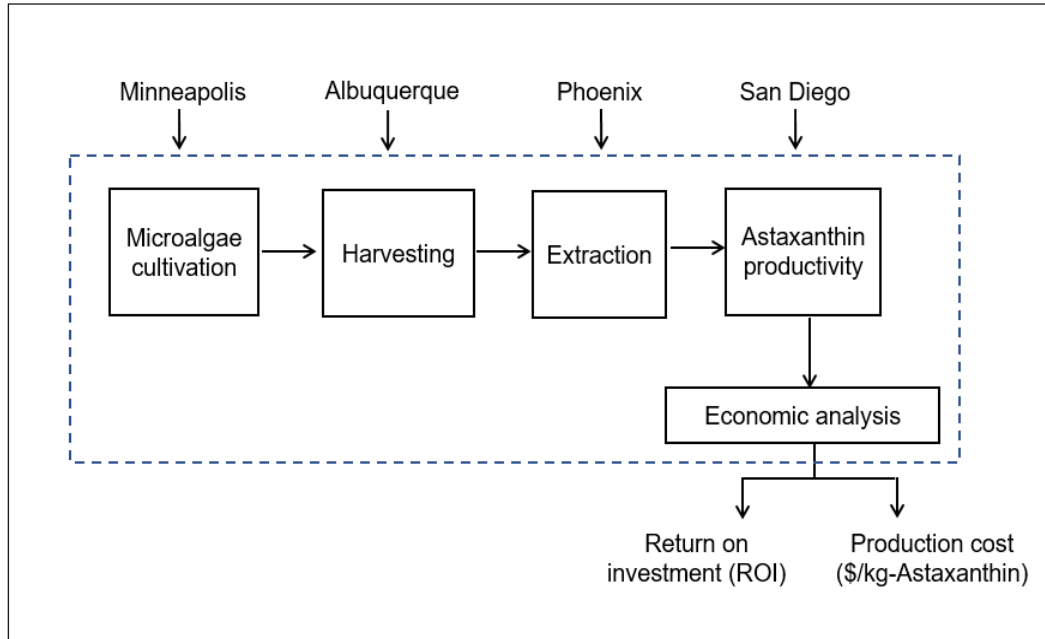 Minneapolis
Albuquerque
Phoenix
San Diego
Microalgae
cultivation
Harvesting
Extraction
Astaxanthin
productivity
Economic analysis
Return on
investment (ROI)
Production cost
($/kg-Astaxanthin)